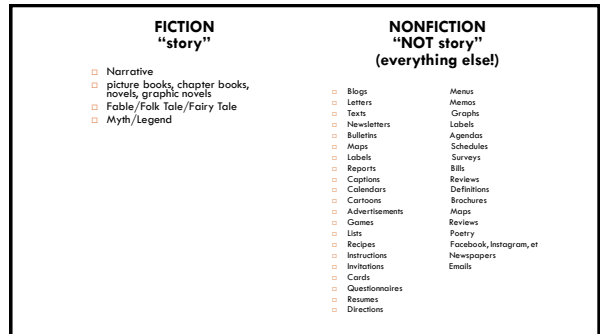 FICTION
“story”
Narrative
picture books, chapter books,
novels, graphic novels
Fable/Folk Tale/Fairy Tale
Myth/Legend
NONFICTION
“NOT story”
(everything else!)
Blogs
Letters
Texts
Newsletters
Bulletins
Maps
Labels
Reports
Captions
Calendars
Cartoons
Advertisements
Games
Lists
Recipes
Instructions
Invitations
Cards
Questionnaires
Resumes
Directions
Menus
Memos
Graphs
Labels
Agendas
Schedules
Surveys
Bills
Reviews
Definitions
Brochures
Maps
Reviews
Poetry
Facebook, Instagram, et
Newspapers
Emails